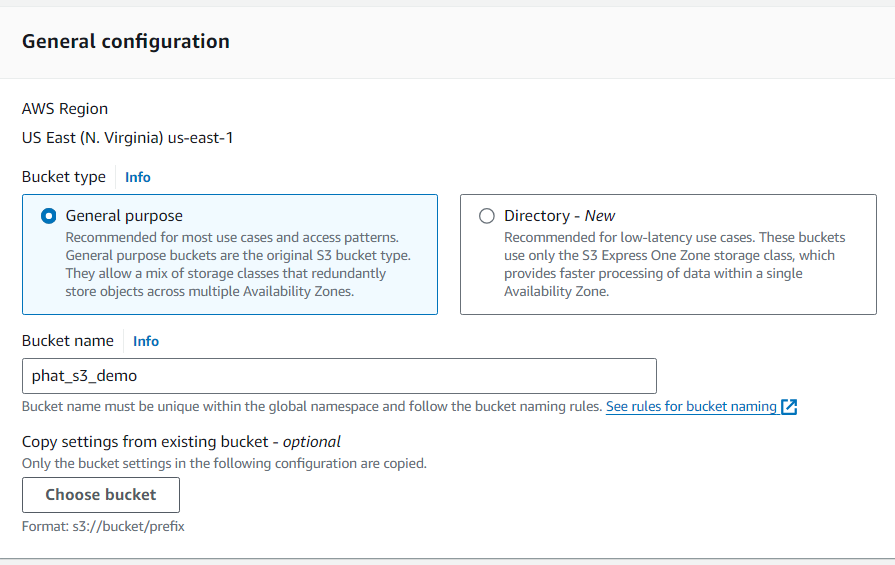 General configuration
AWS Region
US East (N. Virginia) us-east-1
Bucket type Info
General purpose
Recommended for most use cases and access patterns.
General purpose buckets are the original S3 bucket type.
They allow a mix of storage classes that redundantly
store objects across multiple Availability Zones.
Directory - New
Recommended for low-latency use cases. These buckets
use only the S3 Express One Zone storage class, which
provides faster processing of data within a single
Availability Zone.
Bucket name Info
phat_s3_demo
Bucket name must be unique within the global namespace and follow the bucket naming rules. See rules for bucket naming
Copy settings from existing bucket - optional
Only the bucket settings in the following configuration are copied.
Choose bucket
Format: s3://bucket/prefix